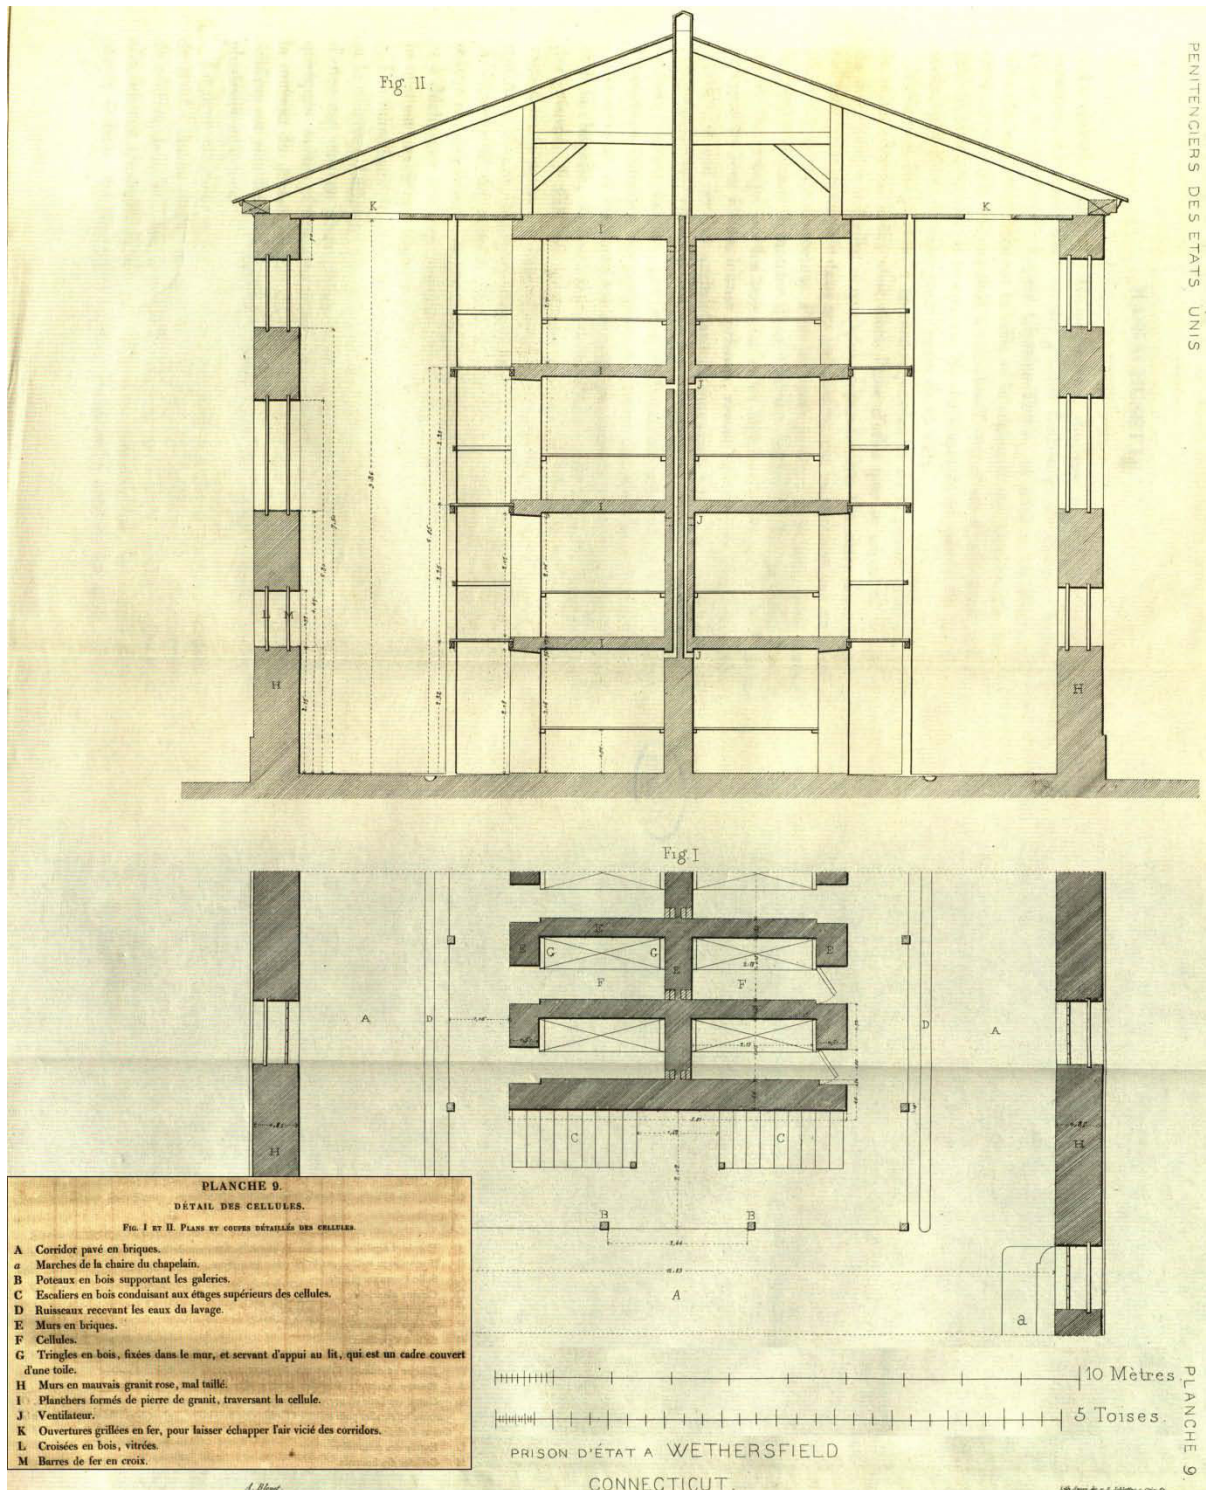 PENITENCIERS DES ETATS UNIS
Fig. II
K
K
I
I
J
I
J
L
M
I
J
H
H
Fig. I
E
E
G
G
E
E
F
F
A
D
D
A
C
C
H
H
B
B
A
a
PLANCHE 9.
DÉTAIL DES CELLULES.
FIG. I ET II. PLANS ET COUPES DÉTAILLÉS DES CELLULES.
A Corridor pavé en briques.
a Marches de la chaire du chapelain.
B Poteaux en bois supportant les galeries.
C Escaliers en bois conduisant aux étages supérieurs des cellules.
D Ruisseaux recevant les eaux du lavage.
E Murs en briques.
F Cellules.
G Tringles en bois, fixées dans le mur, et servant d'appui au lit, qui est un cadre couvert
d'une toile.
H Murs en mauvais granit rose, mal taillé.
I Planchers formés de pierre de granit, traversant la cellule.
J Ventilateur.
K Ouvertures grillées en fer, pour laisser échapper l'air vicié des corridors.
L Croisées en bois, vitrées.
M Barres de fer en croix.
10 Mètres.
5 Toises.
PRISON D'ÉTAT A WETHERSFIELD
CONNECTICUT.
PLANCHE 9.